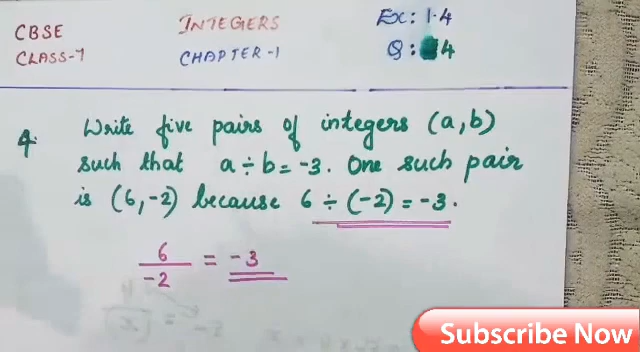 CBSE INTEGERS EX: 1.4
CLASS-7 CHAPTER-1 Q: 4
4. Write five pairs of integers (a,b)
such that a ÷ b = -3. One such pair
is (6,-2) because 6 ÷ (-2) = -3.
6/-2 = -3
Subscribe Now